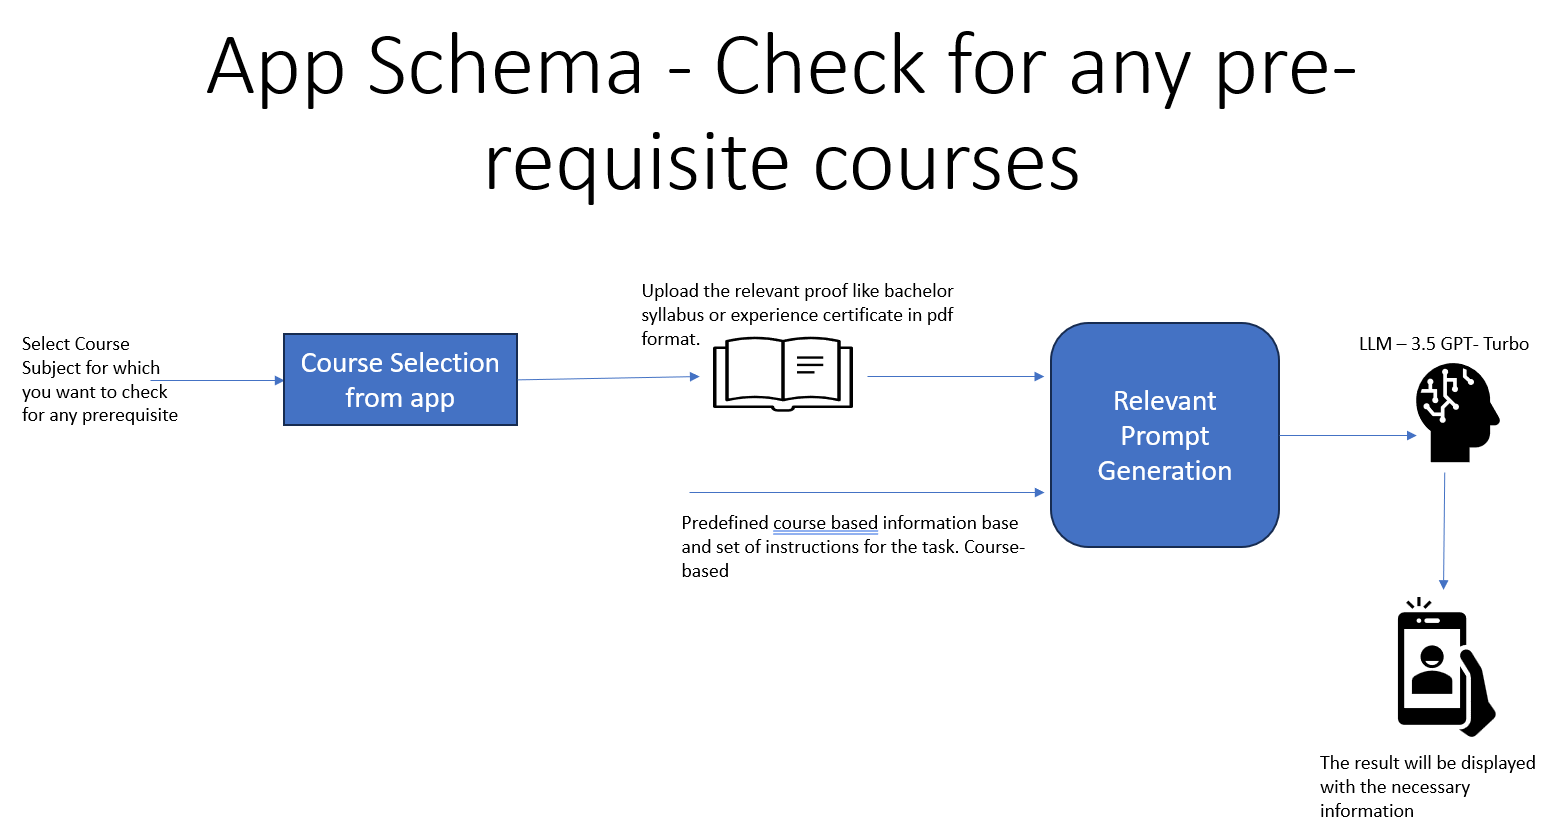 App Schema - Check for any pre-
requisite courses
Select Course
Subject for which
you want to check
for any prerequisite
Course Selection
from app
Upload the relevant proof like bachelor
syllabus or experience certificate in pdf
format.
Predefined course based information base
and set of instructions for the task. Course-
based
Relevant
Prompt
Generation
LLM – 3.5 GPT- Turbo
The result will be displayed
with the necessary
information